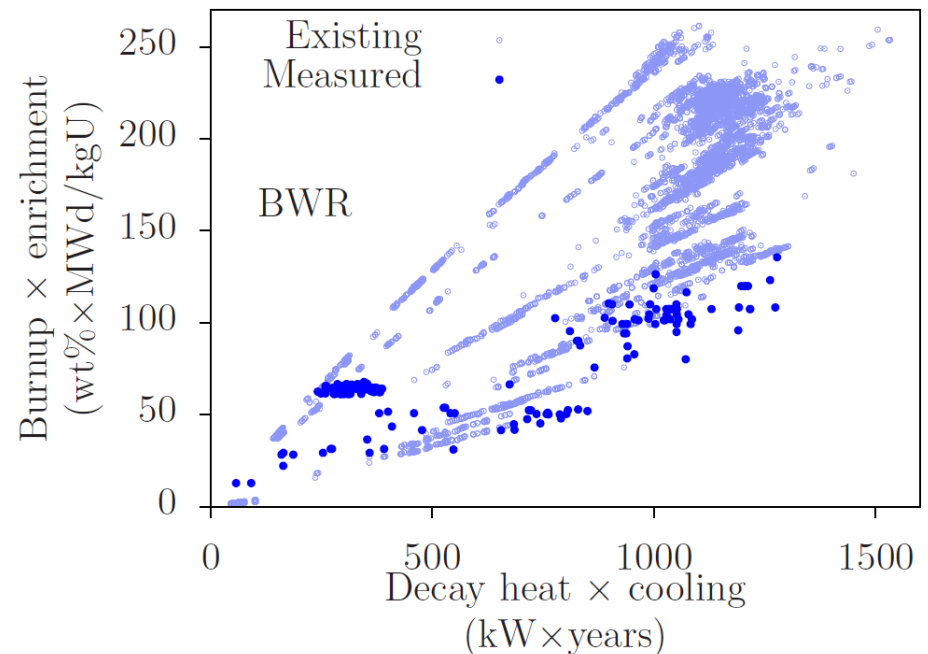 Existing
Measured
BWR
250
200
150
100
50
0
Burnup × enrichment
(wt%×MWd/kgU)
0 500 1000 1500
Decay heat × cooling
(kW×years)